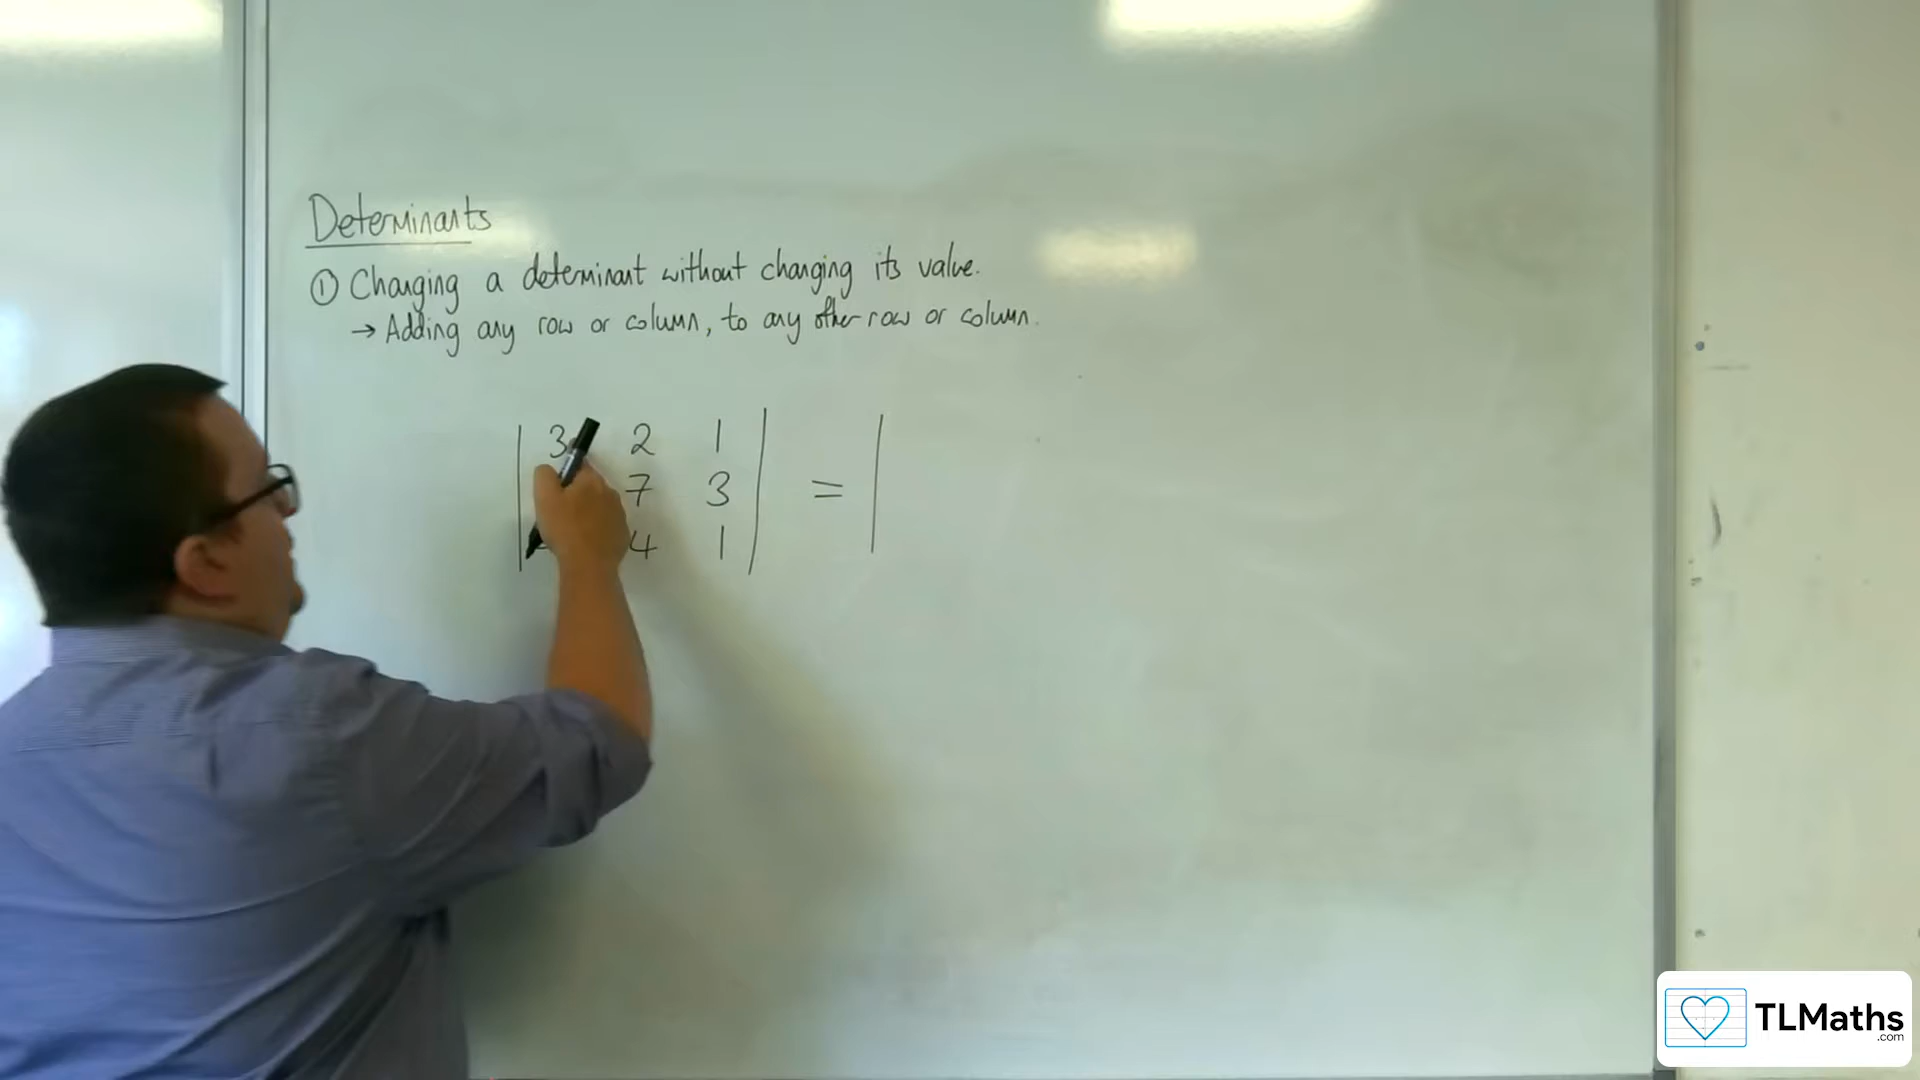 Determinants
① Changing a determinant without changing its value.
→ Adding any row or column, to any other row or column.
| 3 2 1 |
7 3 = |
4 1
TLMaths
.com